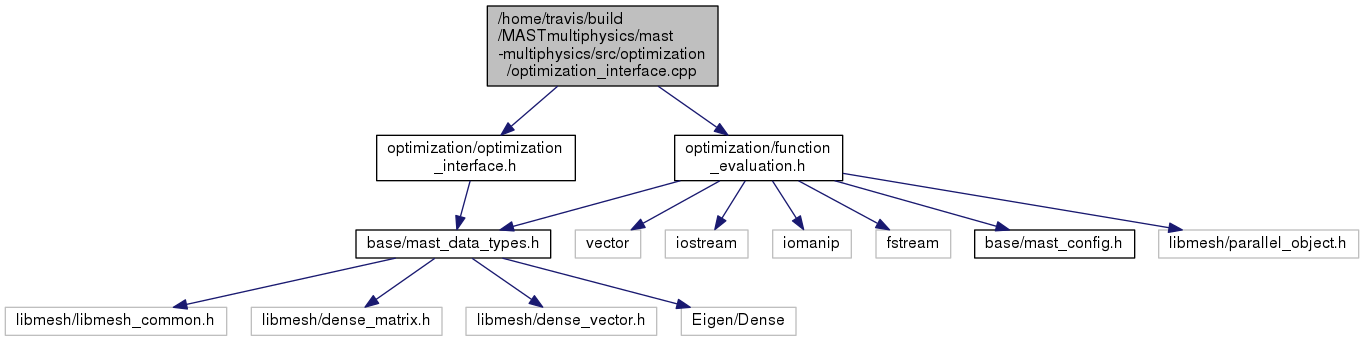 /home/travis/build
/MASTmultiphysics/mast
-multiphysics/src/optimization
/optimization_interface.cpp
optimization/optimization
_interface.h
optimization/function
_evaluation.h
base/mast_data_types.h
vector
iostream
iomanip
fstream
base/mast_config.h
libmesh/parallel_object.h
libmesh/libmesh_common.h
libmesh/dense_matrix.h
libmesh/dense_vector.h
Eigen/Dense